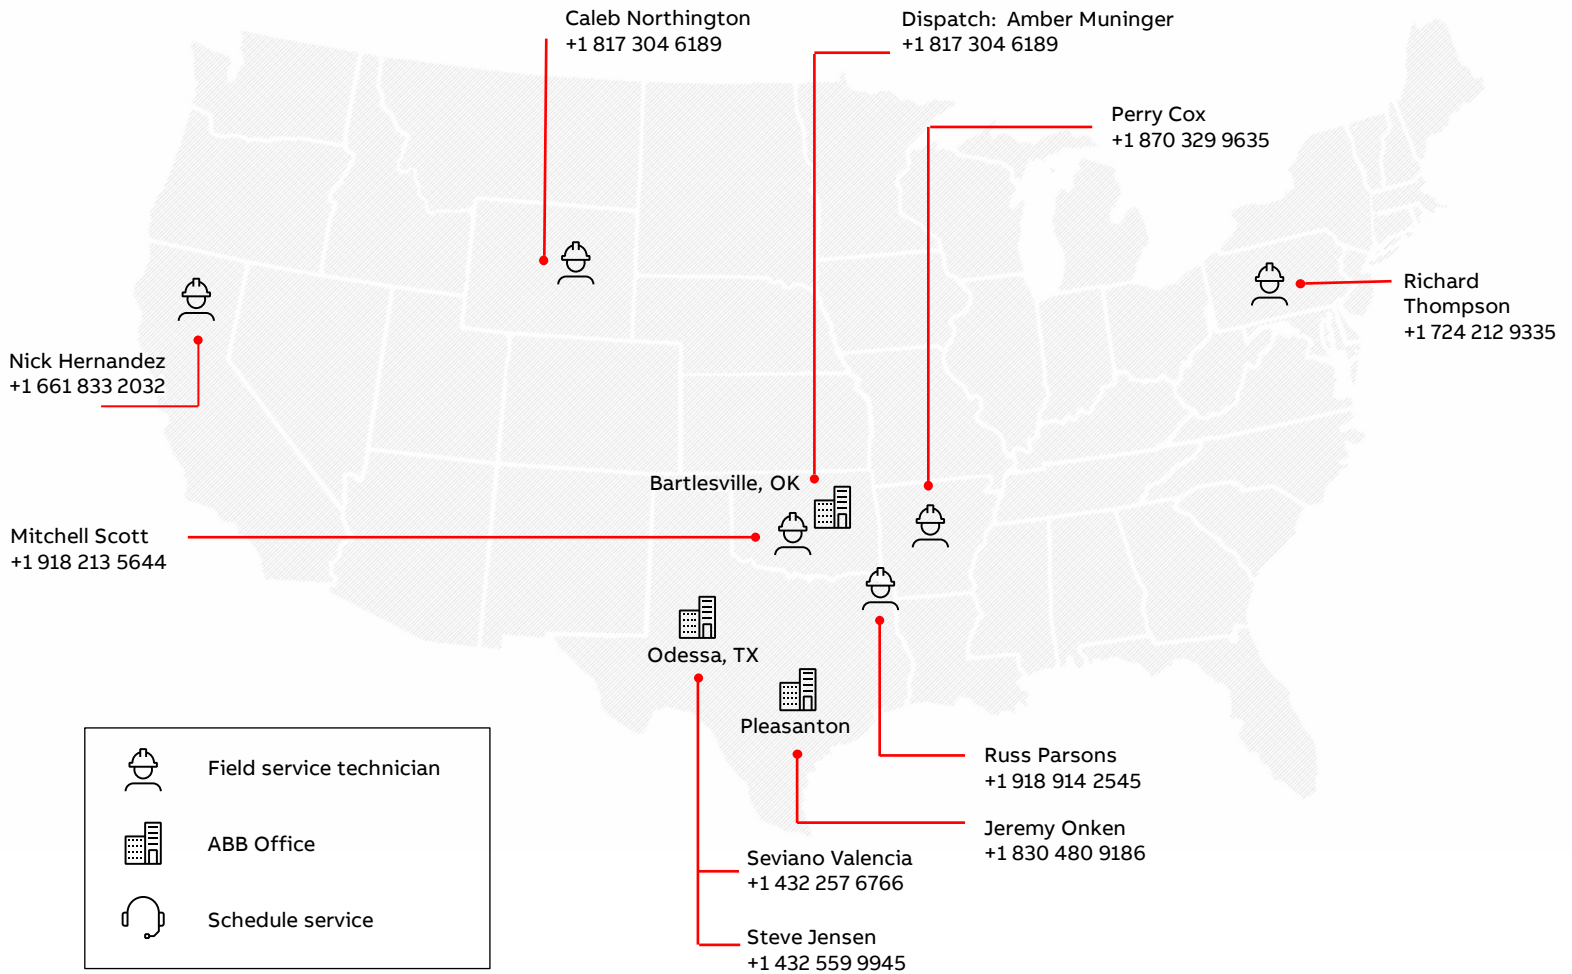 Caleb Northington
+1 817 304 6189
Dispatch: Amber Muninger
+1 817 304 6189
Perry Cox
+1 870 329 9635
Richard
Thompson
+1 724 212 9335
Nick Hernandez
+1 661 833 2032
Bartlesville, OK
Mitchell Scott
+1 918 213 5644
Odessa, TX
Pleasanton
Russ Parsons
+1 918 914 2545
Jeremy Onken
+1 830 480 9186
Seviano Valencia
+1 432 257 6766
Steve Jensen
+1 432 559 9945
Field service technician
ABB Office
Schedule service